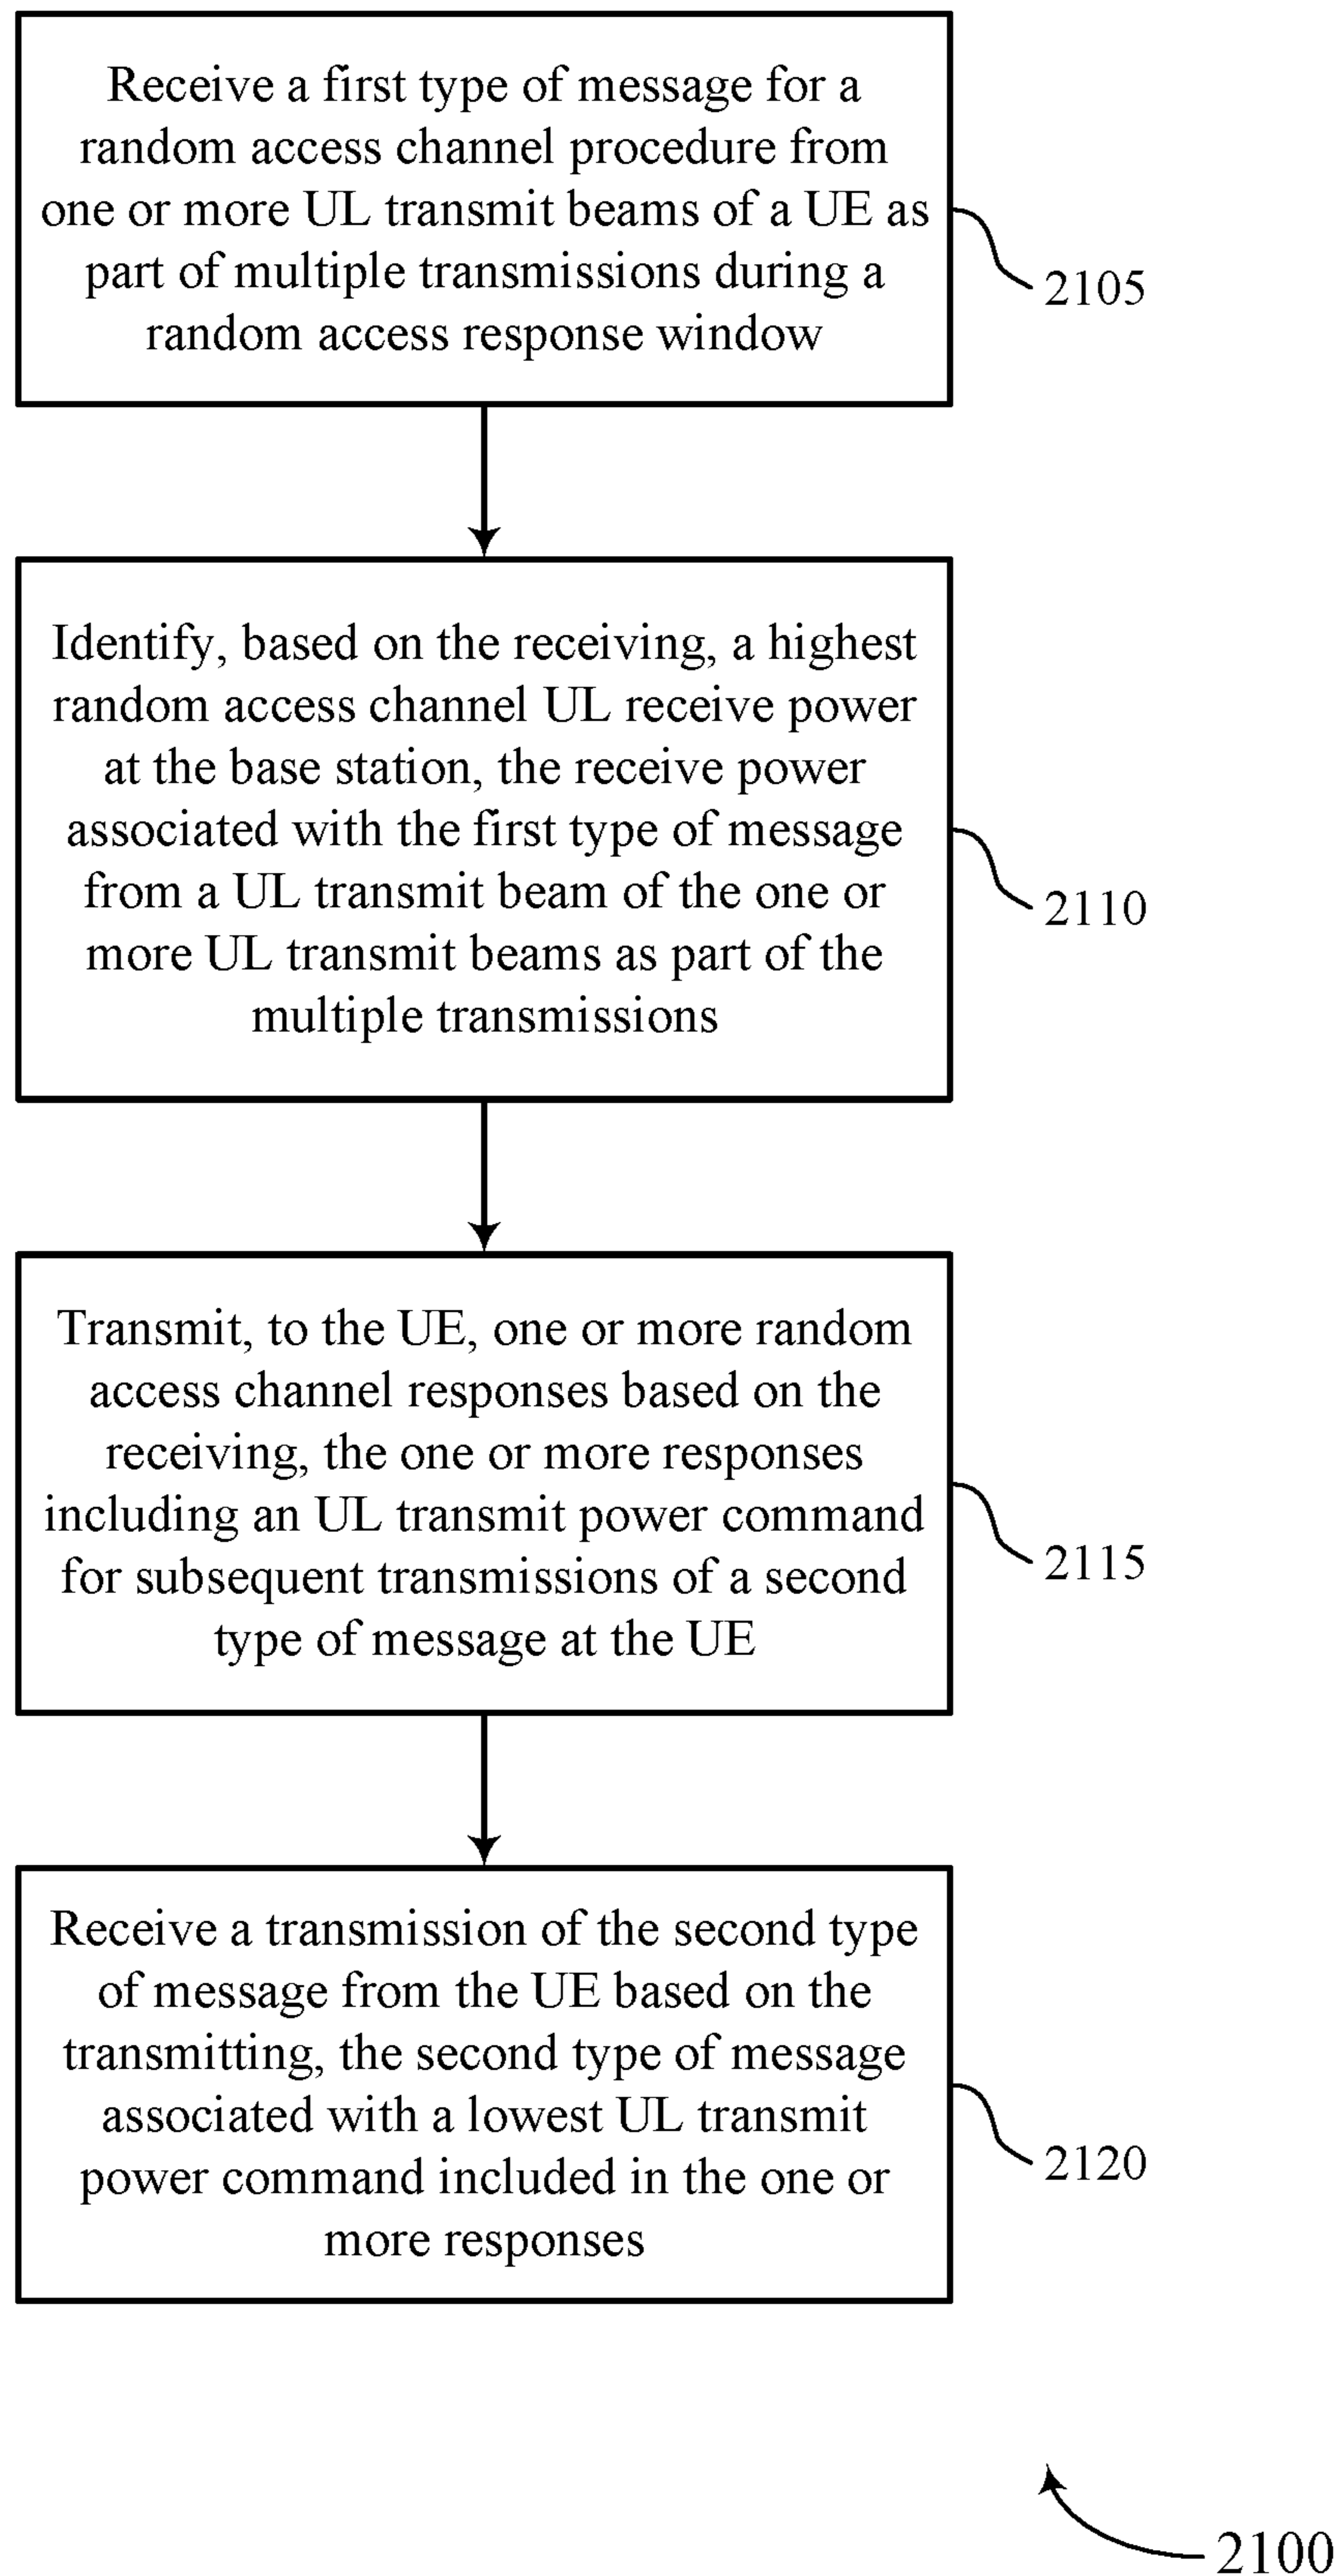 Receive a first type of message for a
random access channel procedure from
one or more UL transmit beams of a UE as
part of multiple transmissions during a
random access response window
2105
Identify, based on the receiving, a highest
random access channel UL receive power
at the base station, the receive power
associated with the first type of message
from a UL transmit beam of the one or
more UL transmit beams as part of the
multiple transmissions
2110
Transmit, to the UE, one or more random
access channel responses based on the
receiving, the one or more responses
including an UL transmit power command
for subsequent transmissions of a second
type of message at the UE
2115
Receive a transmission of the second type
of message from the UE based on the
transmitting, the second type of message
associated with a lowest UL transmit
power command included in the one or
more responses
2120
2100